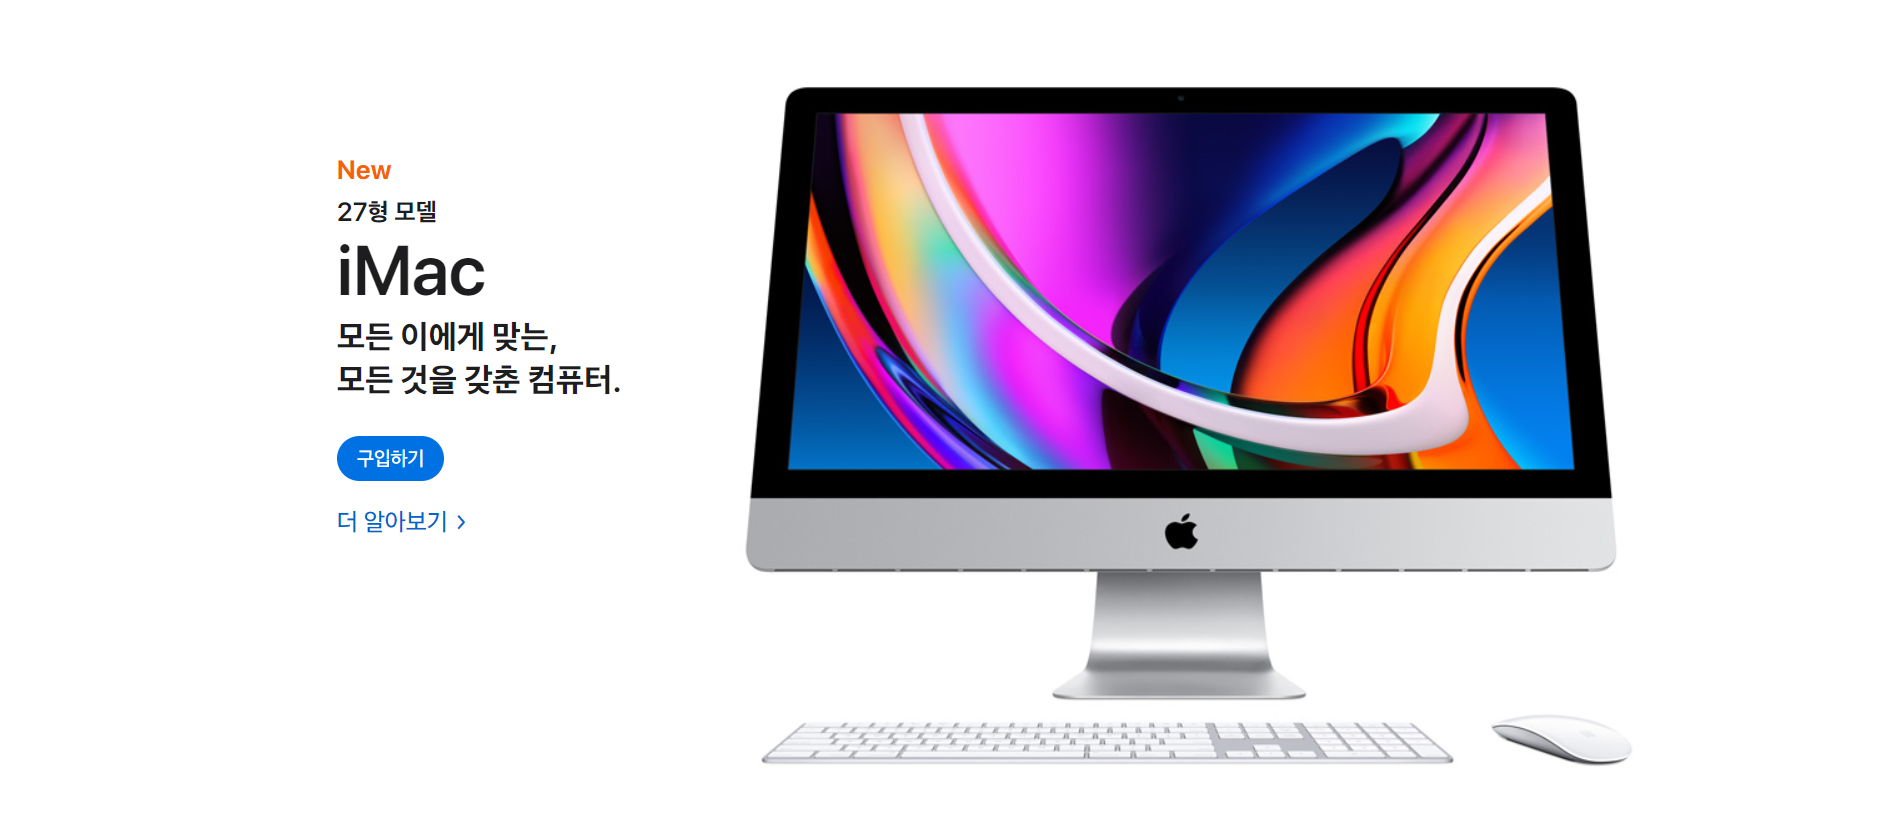 New
27형 모델
iMac
모든 이에게 맞는,
모든 것을 갖춘 컴퓨터.
구입하기
더 알아보기 >